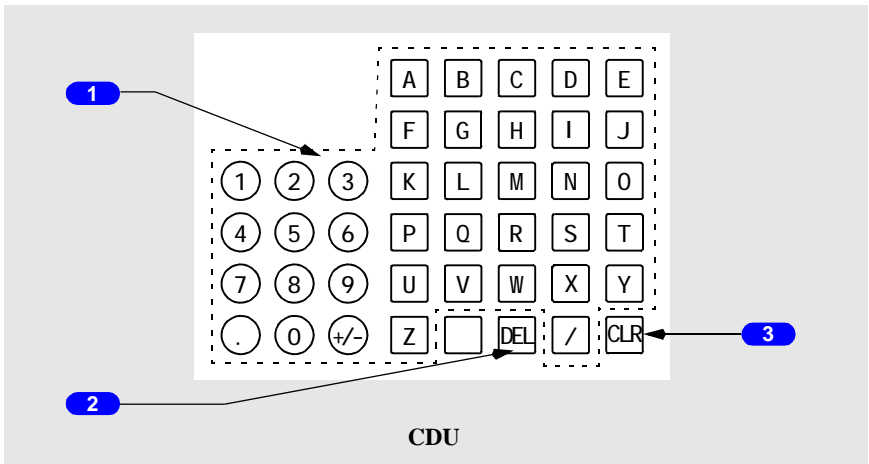 A B C D E
1
F G H I J
1 2 3 K L M N O
4 5 6 P Q R S T
7 8 9 U V W X Y
. 0 +/- Z DEL / CLR
3
2
CDU